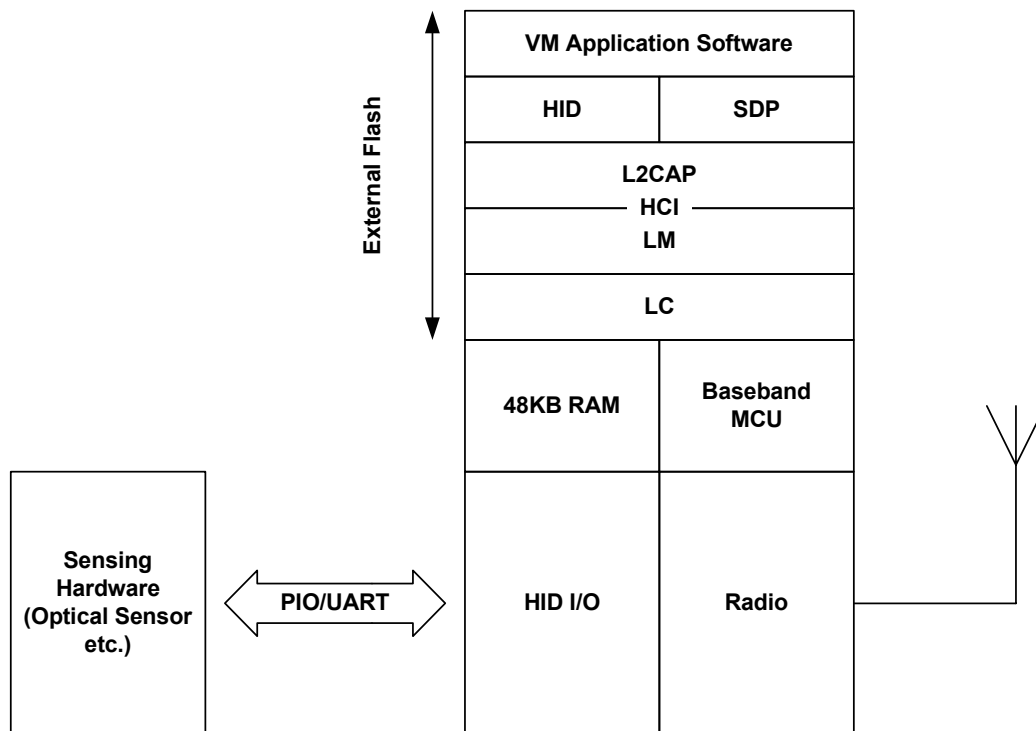 VM Application Software
HID
SDP
External Flash
L2CAP
HCI
LM
LC
48KB RAM
Baseband
MCU
Sensing
Hardware
(Optical Sensor
etc.)
PIO/UART
HID I/O
Radio